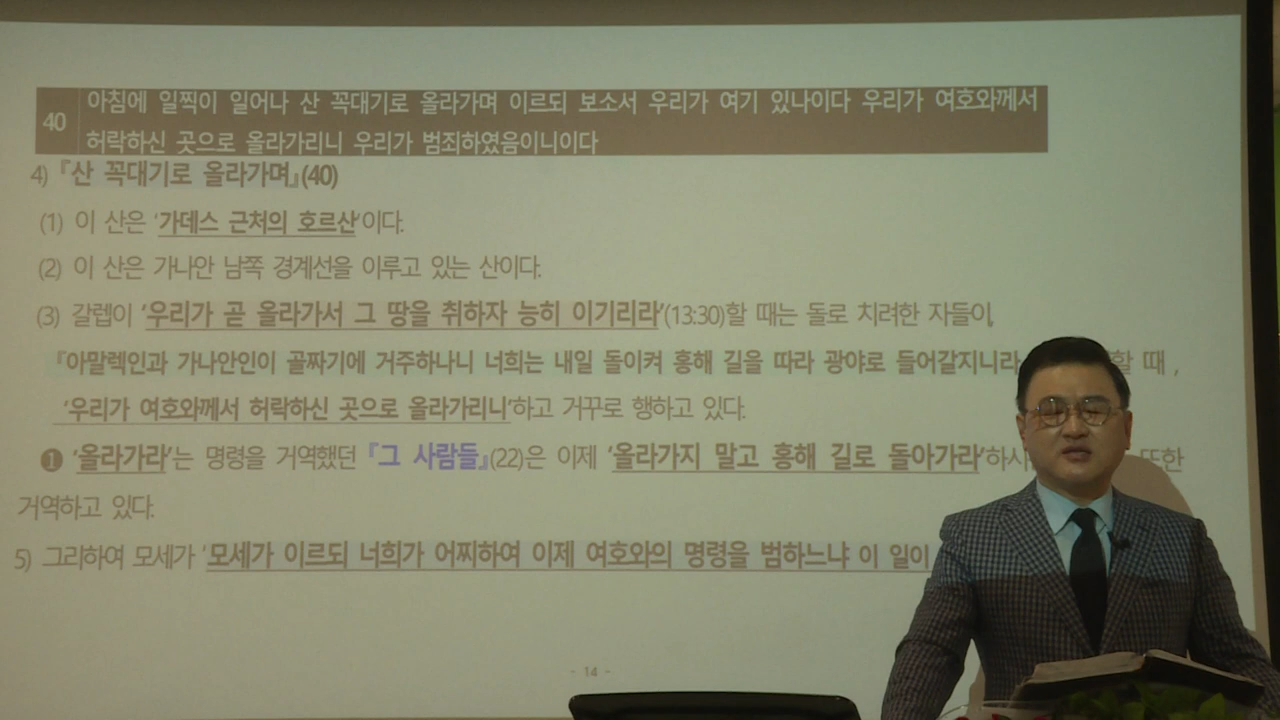 40 아침에 일찍이 일어나 산 꼭대기로 올라가며 이르되 보소서 우리가 여기 있나이다 우리가 여호와께서
허락하신 곳으로 올라가리니 우리가 범죄하였음이니이다
4) 『산 꼭대기로 올라가며』(40)
(1) 이 산은 '가데스 근처의 호르산'이다.
(2) 이 산은 가나안 남쪽 경계선을 이루고 있는 산이다.
(3) 갈렙이 '우리가 곧 올라가서 그 땅을 취하자 능히 이기리라'(13:30)할 때는 돌로 치려한 자들이,
『아말렉인과 가나안인이 골짜기에 거주하나니 너희는 내일 돌이켜 홍해 길을 따라 광야로 들어갈지니라 할 때 ,
'우리가 여호와께서 허락하신 곳으로 올라가리니'하고 거꾸로 행하고 있다.
❶ '올라가라'는 명령을 거역했던 『그 사람들』(22)은 이제 '올라가지 말고 홍해 길로 돌아가라'하시 또한
거역하고 있다.
5) 그리하여 모세가 '모세가 이르되 너희가 어찌하여 이제 여호와의 명령을 범하느냐 이 일이
- 14 -